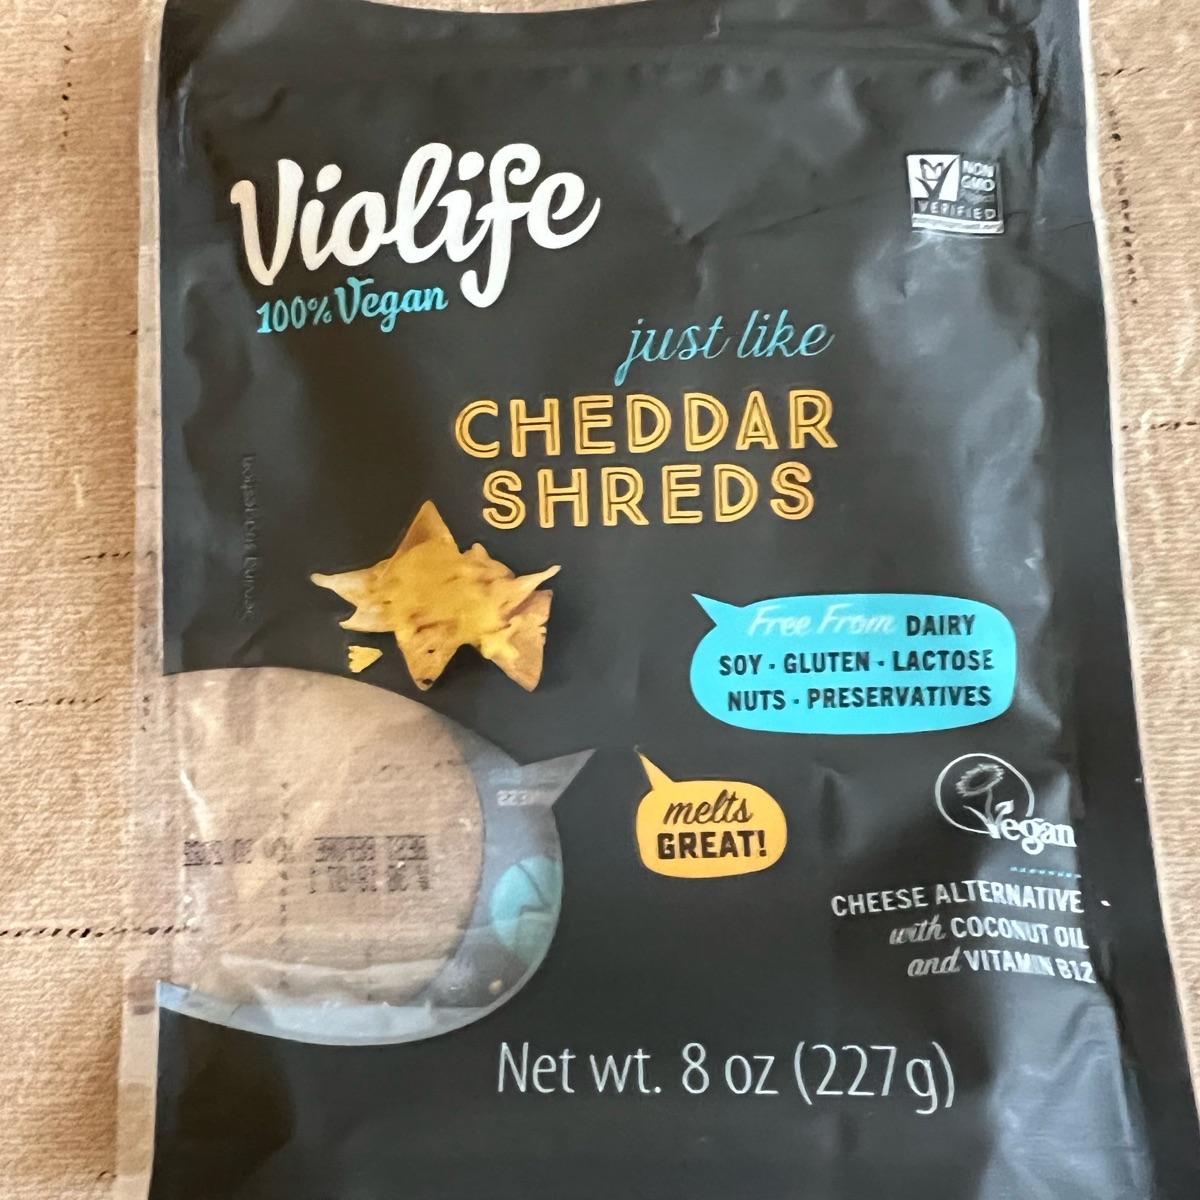 Violife
100% Vegan
NON
GMO
VERIFIED
just like
CHEDDAR
SHREDS
Free From DAIRY
SOY · GLUTEN · LACTOSE
NUTS · PRESERVATIVES
melts
GREAT!
Vegan
CHEESE ALTERNATIVE
with COCONUT OIL
and VITAMIN B12
Net wt. 8 oz (227g)